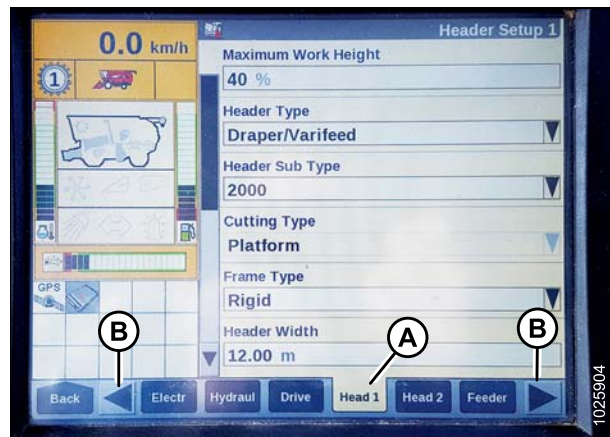 0.0 km/h
Header Setup 1
1
Maximum Work Height
40 %
Header Type
Draper/Varifeed
Header Sub Type
2000
Cutting Type
Platform
Frame Type
Rigid
Header Width
12.00 m
GPS
B
A
B
Back
Electr
Hydraul
Drive
Head 1
Head 2
Feeder
1025904